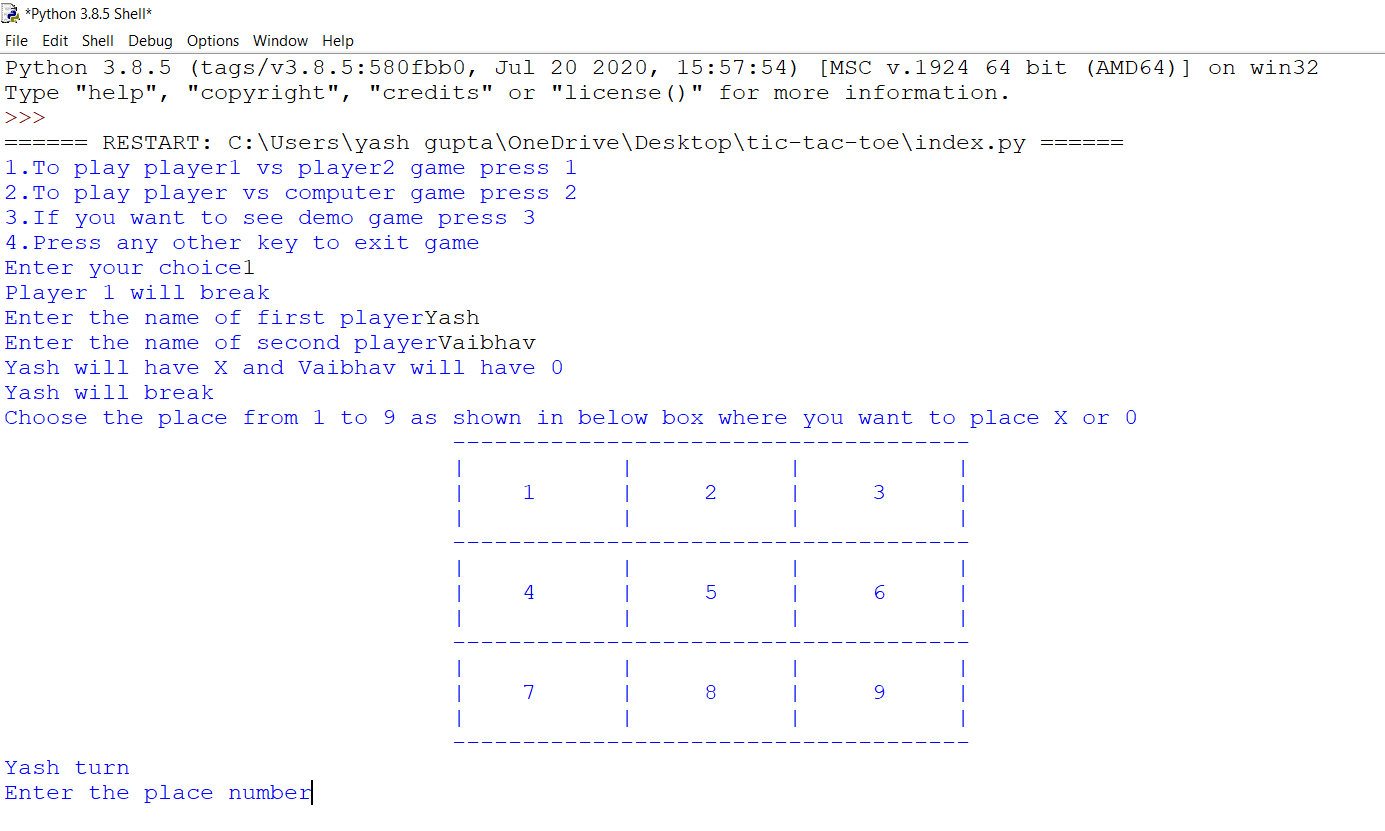 *Python 3.8.5 Shell*
File Edit Shell Debug Options Window Help
Python 3.8.5 (tags/v3.8.5:580fbb0, Jul 20 2020, 15:57:54) [MSC v.1924 64 bit (AMD64)] on win32
Type "help", "copyright", "credits" or "license()" for more information.
>>>
====== RESTART: C:\Users\yash gupta\OneDrive\Desktop\tic-tac-toe\index.py ======
1.To play player1 vs player2 game press 1
2.To play player vs computer game press 2
3.If you want to see demo game press 3
4.Press any other key to exit game
Enter your choice1
Player 1 will break
Enter the name of first playerYash
Enter the name of second playerVaibhav
Yash will have X and Vaibhav will have 0
Yash will break
Choose the place from 1 to 9 as shown in below box where you want to place X or 0
-------------------------------------
| | | |
| 1 | 2 | 3 |
| | | |
-------------------------------------
| | | |
| 4 | 5 | 6 |
| | | |
-------------------------------------
| | | |
| 7 | 8 | 9 |
| | | |
-------------------------------------
Yash turn
Enter the place number